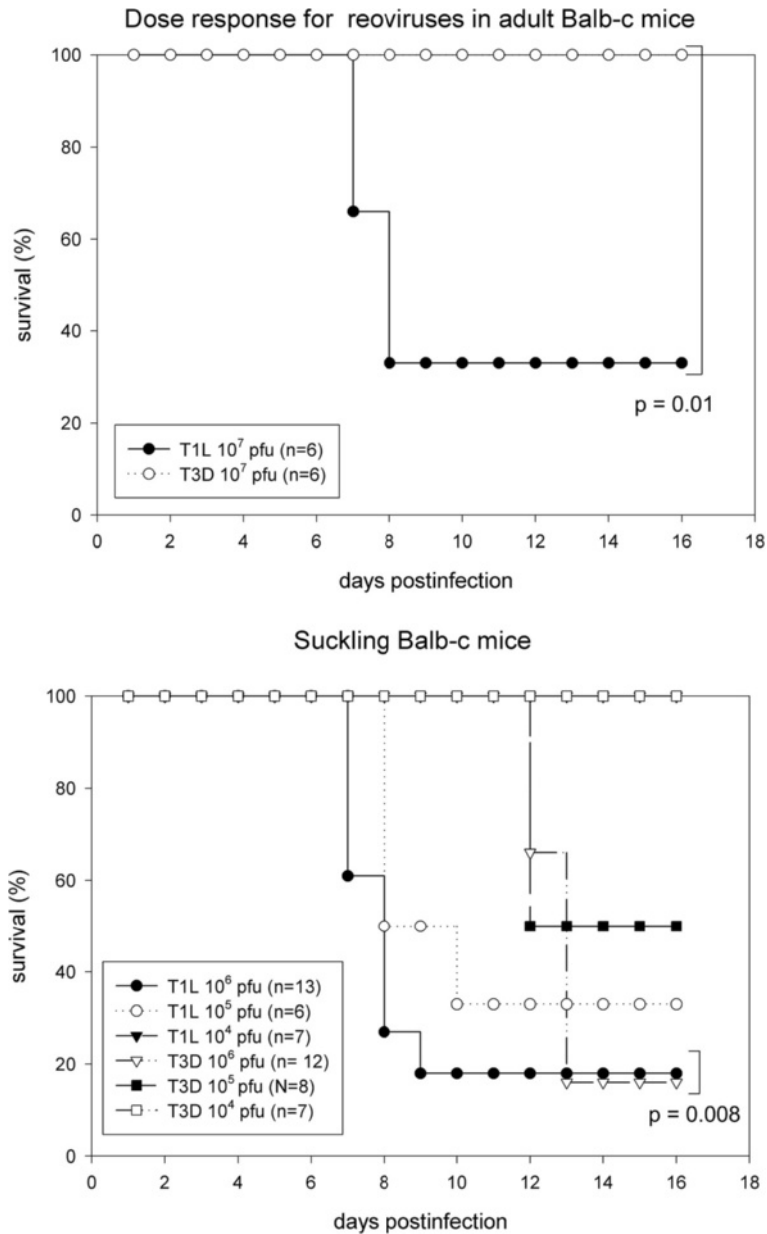 Dose response for reoviruses in adult Balb-c mice
100
80
60
40
20
0
survival (%)
T1L 10⁷ pfu (n=6)
T3D 10⁷ pfu (n=6)
p = 0.01
0 2 4 6 8 10 12 14 16 18
days postinfection
Suckling Balb-c mice
100
80
60
40
20
0
survival (%)
T1L 10⁶ pfu (n=13)
T1L 10⁵ pfu (n=6)
T1L 10⁴ pfu (n=7)
T3D 10⁶ pfu (n= 12)
T3D 10⁵ pfu (N=8)
T3D 10⁴ pfu (n=7)
p = 0.008
0 2 4 6 8 10 12 14 16 18
days postinfection